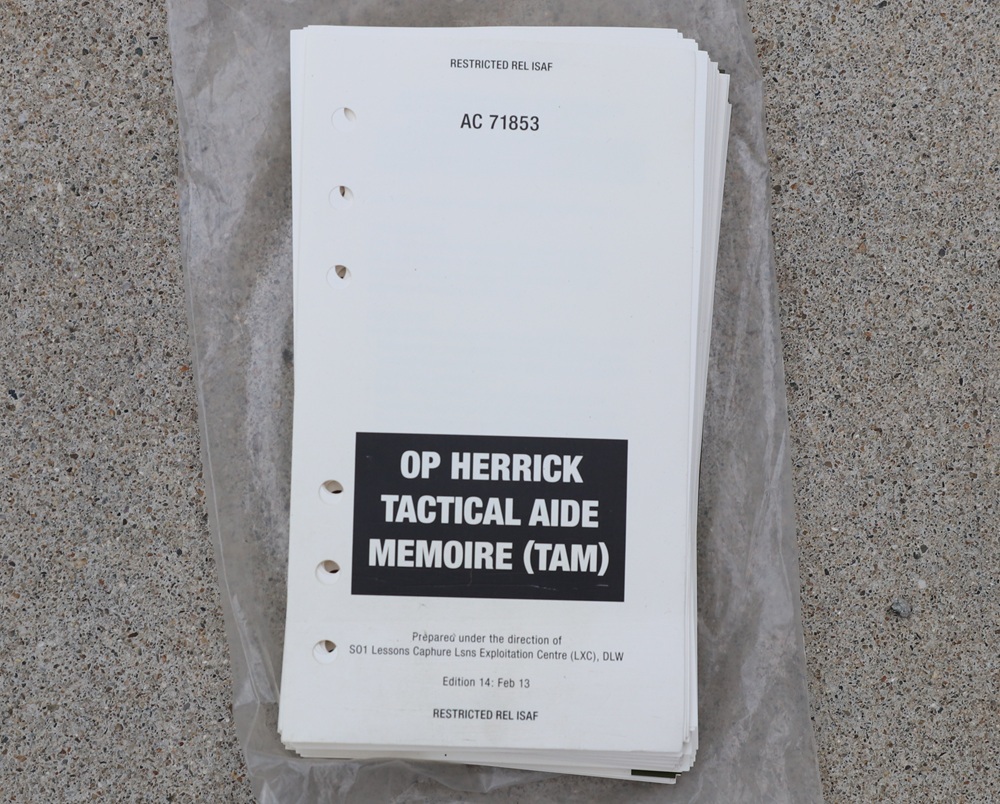 RESTRICTED REL ISAF
AC 71853
OP HERRICK
TACTICAL AIDE
MEMOIRE (TAM)
Prepared under the direction of
SO1 Lessons Caphure Lsns Exploitation Centre (LXC), DLW
Edition 14: Feb 13
RESTRICTED REL ISAF